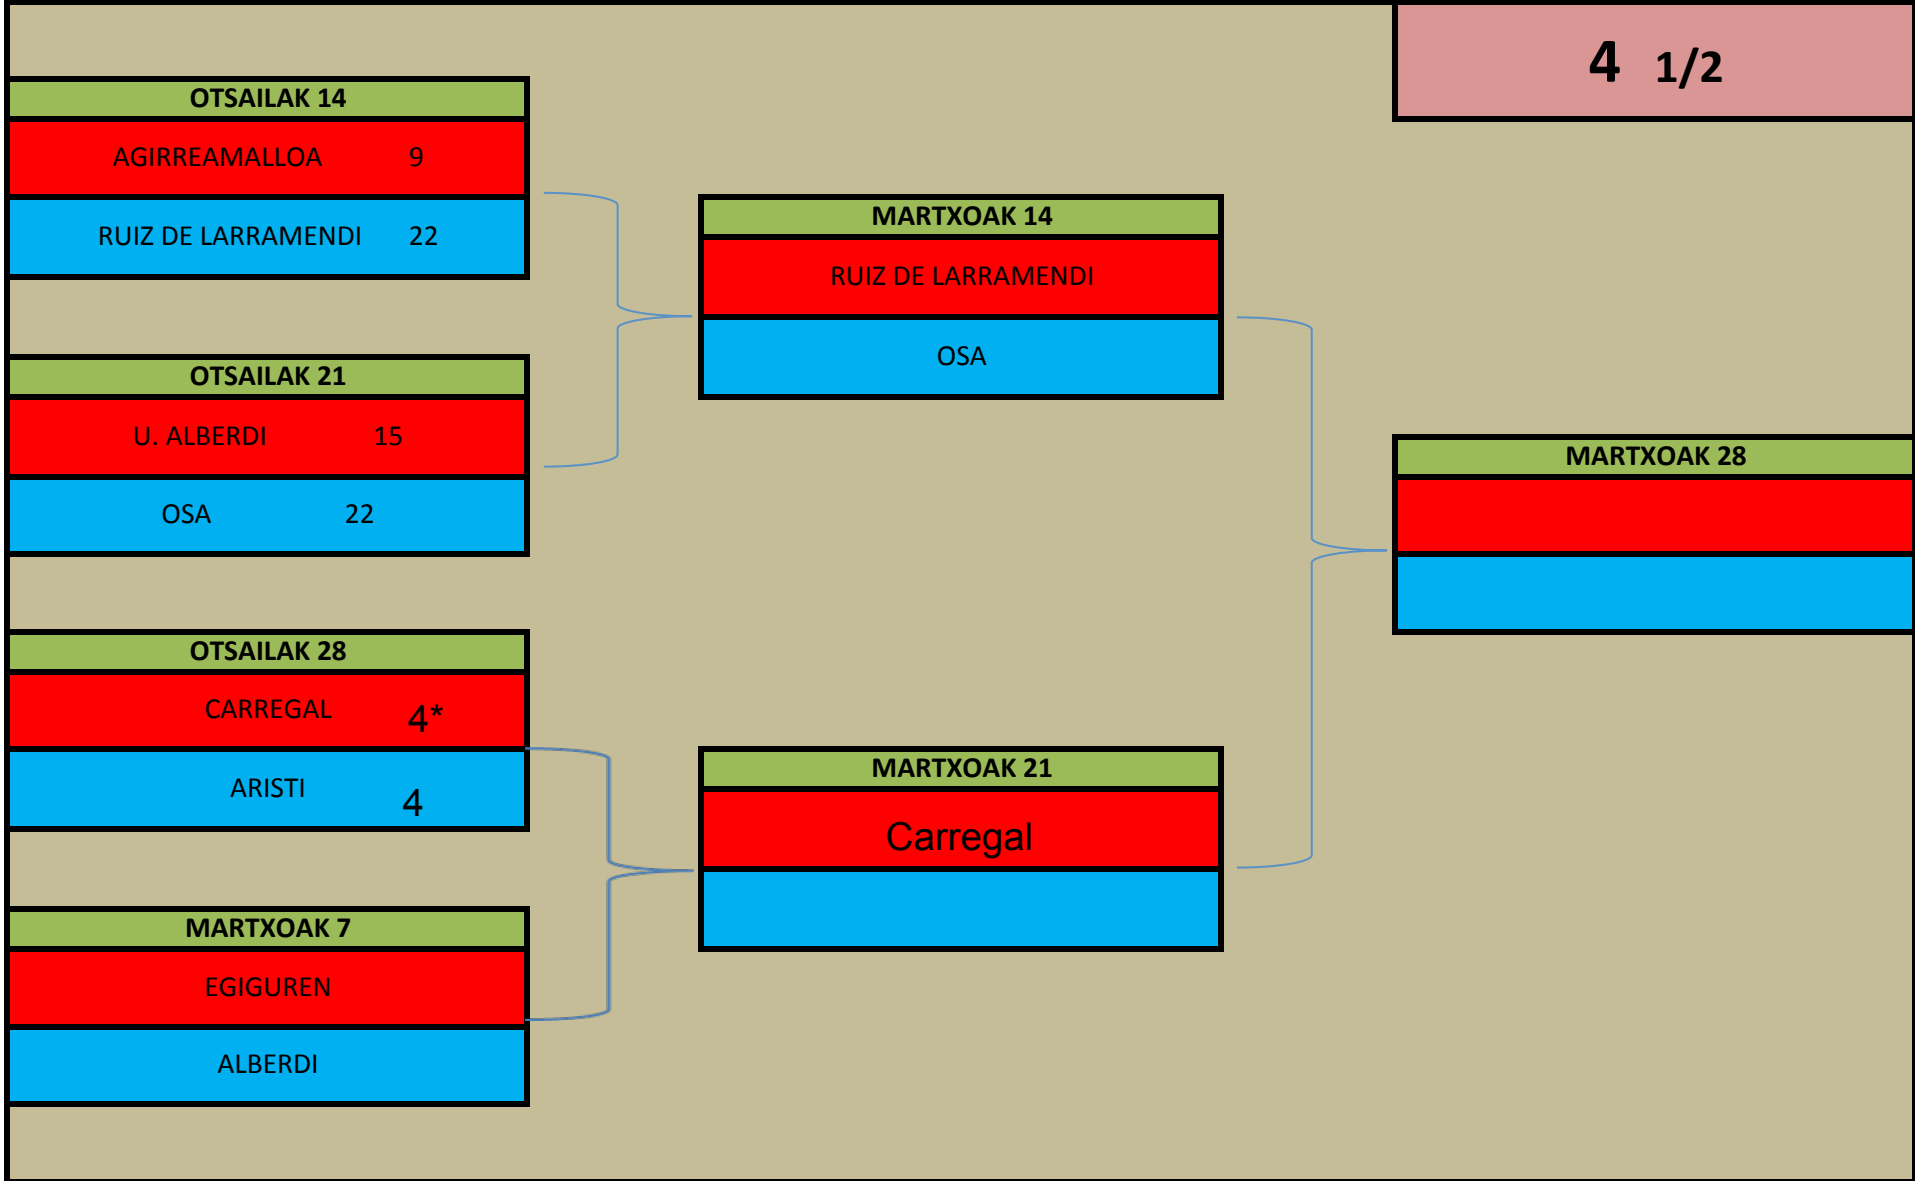 4 1/2
OTSAILAK 14
AGIRREAMALLOA 9
RUIZ DE LARRAMENDI 22
OTSAILAK 21
U. ALBERDI 15
OSA 22
OTSAILAK 28
CARREGAL 4*
ARISTI 4
MARTXOAK 7
EGIGUREN
ALBERDI
MARTXOAK 14
RUIZ DE LARRAMENDI
OSA
MARTXOAK 21
Carregal
MARTXOAK 28